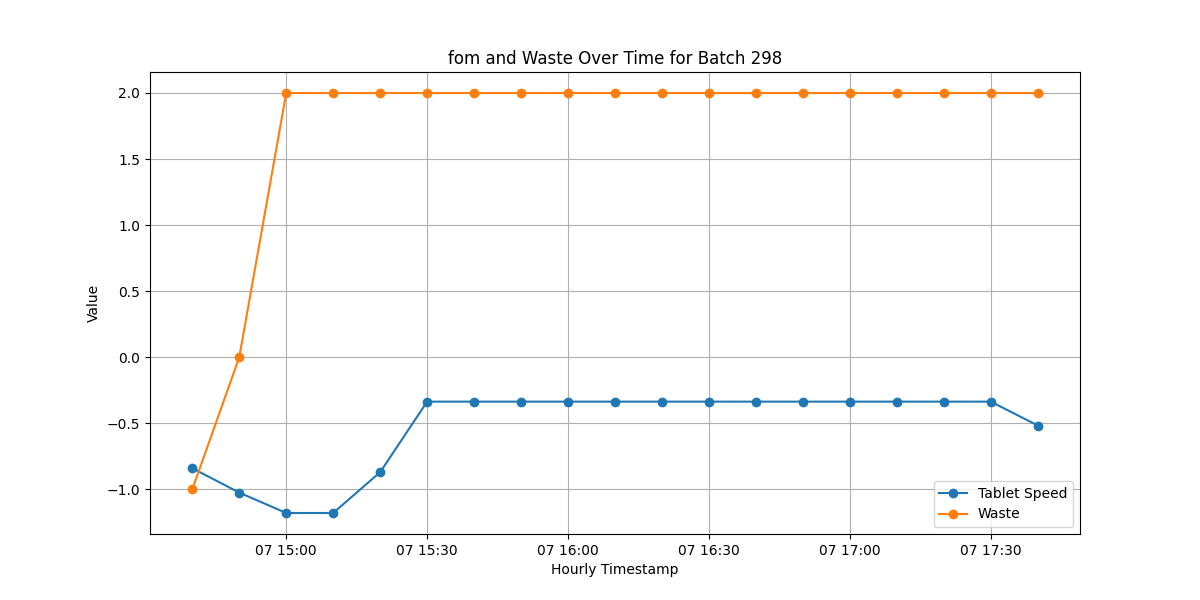 fom and Waste Over Time for Batch 298
Value
2.0
1.5
1.0
0.5
0.0
−0.5
−1.0
Tablet Speed
Waste
07 15:00 07 15:30 07 16:00 07 16:30 07 17:00 07 17:30
Hourly Timestamp